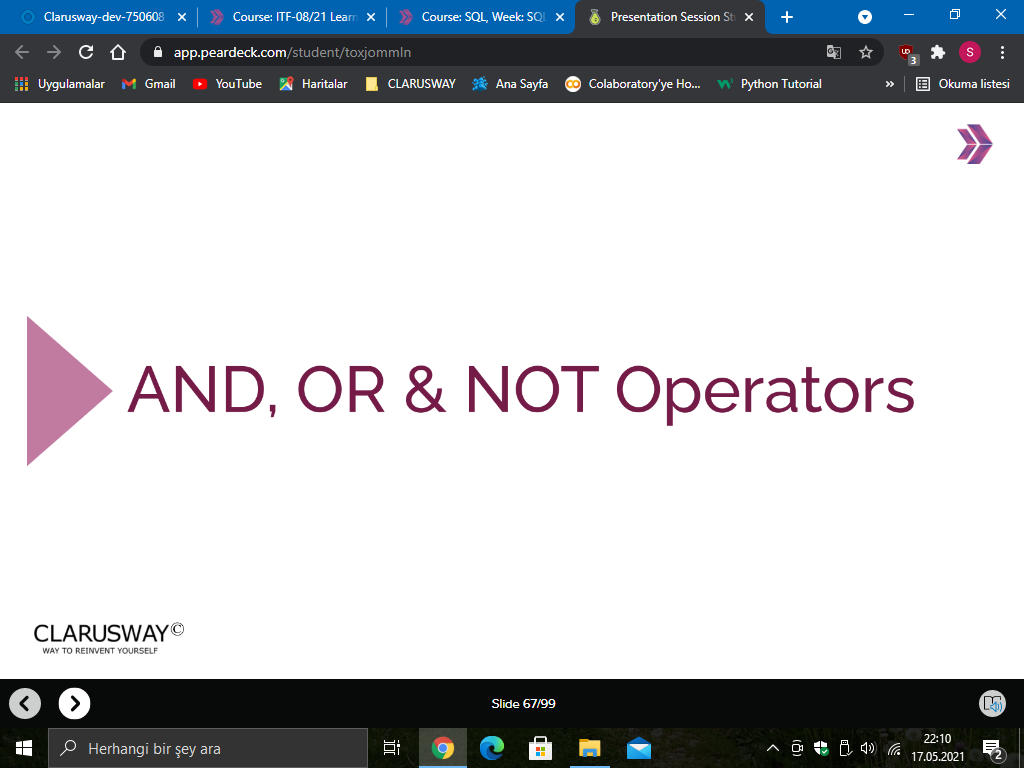 Clarusway-dev-750608
Course: ITF-08/21 Learn
Course: SQL, Week: SQL
Presentation Session St
app.peardeck.com/student/toxjommln
3
S
Uygulamalar
Gmail
YouTube
Haritalar
CLARUSWAY
Ana Sayfa
Colaboratory'ye Ho...
Python Tutorial
»
Okuma listesi
AND, OR & NOT Operators
CLARUSWAY©
WAY TO REINVENT YOURSELF
Slide 67/99
Herhangi bir şey ara
22:10
17.05.2021
2